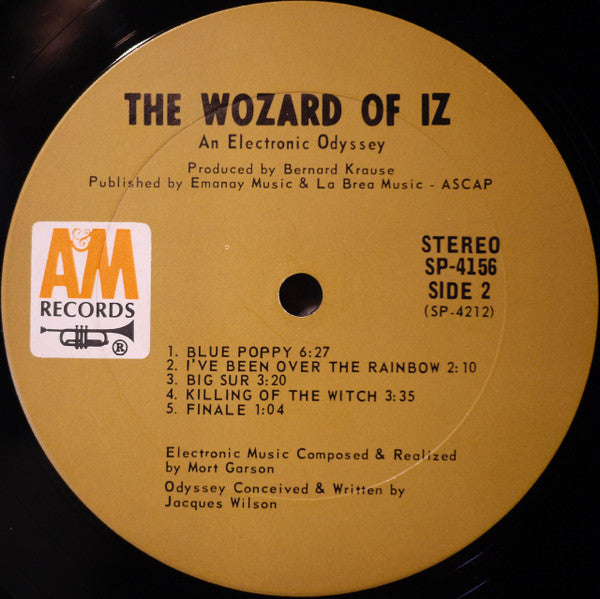 THE WOZARD OF IZ
An Electronic Odyssey
Produced by Bernard Krause
Published by Emanay Music & La Brea Music - ASCAP
A&M
RECORDS
®
STEREO
SP-4156
SIDE 2
(SP-4212)
1. BLUE POPPY 6:27
2. I'VE BEEN OVER THE RAINBOW 2:10
3. BIG SUR 3:20
4. KILLING OF THE WITCH 3:35
5. FINALE 1:04
Electronic Music Composed & Realized
by Mort Garson
Odyssey Conceived & Written by
Jacques Wilson